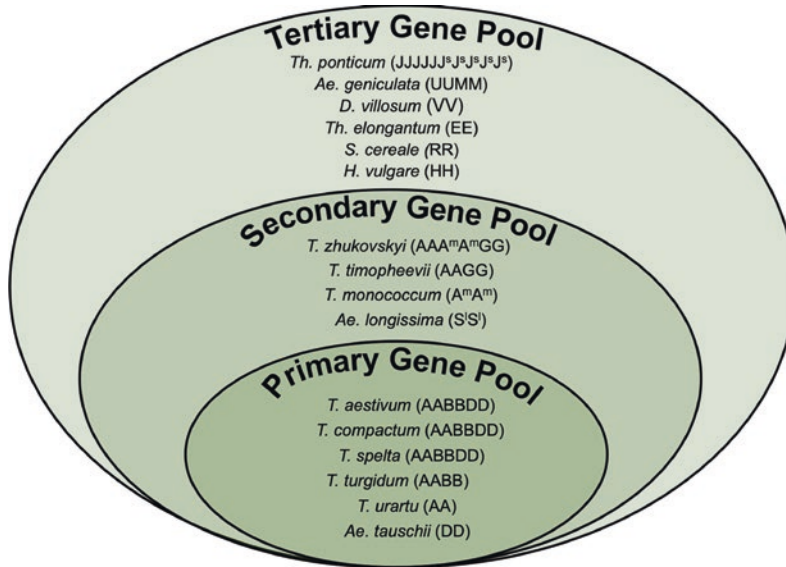 Tertiary Gene Pool
Th. ponticum (JJJJJJˢJˢJˢJˢJˢ)
Ae. geniculata (UUMM)
D. villosum (VV)
Th. elongantum (EE)
S. cereale (RR)
H. vulgare (HH)
Secondary Gene Pool
T. zhukovskyi (AAAᵐAᵐGG)
T. timopheevii (AAGG)
T. monococcum (AᵐAᵐ)
Ae. longissima (SˡSˡ)
Primary Gene Pool
T. aestivum (AABBDD)
T. compactum (AABBDD)
T. spelta (AABBDD)
T. turgidum (AABB)
T. urartu (AA)
Ae. tauschii (DD)